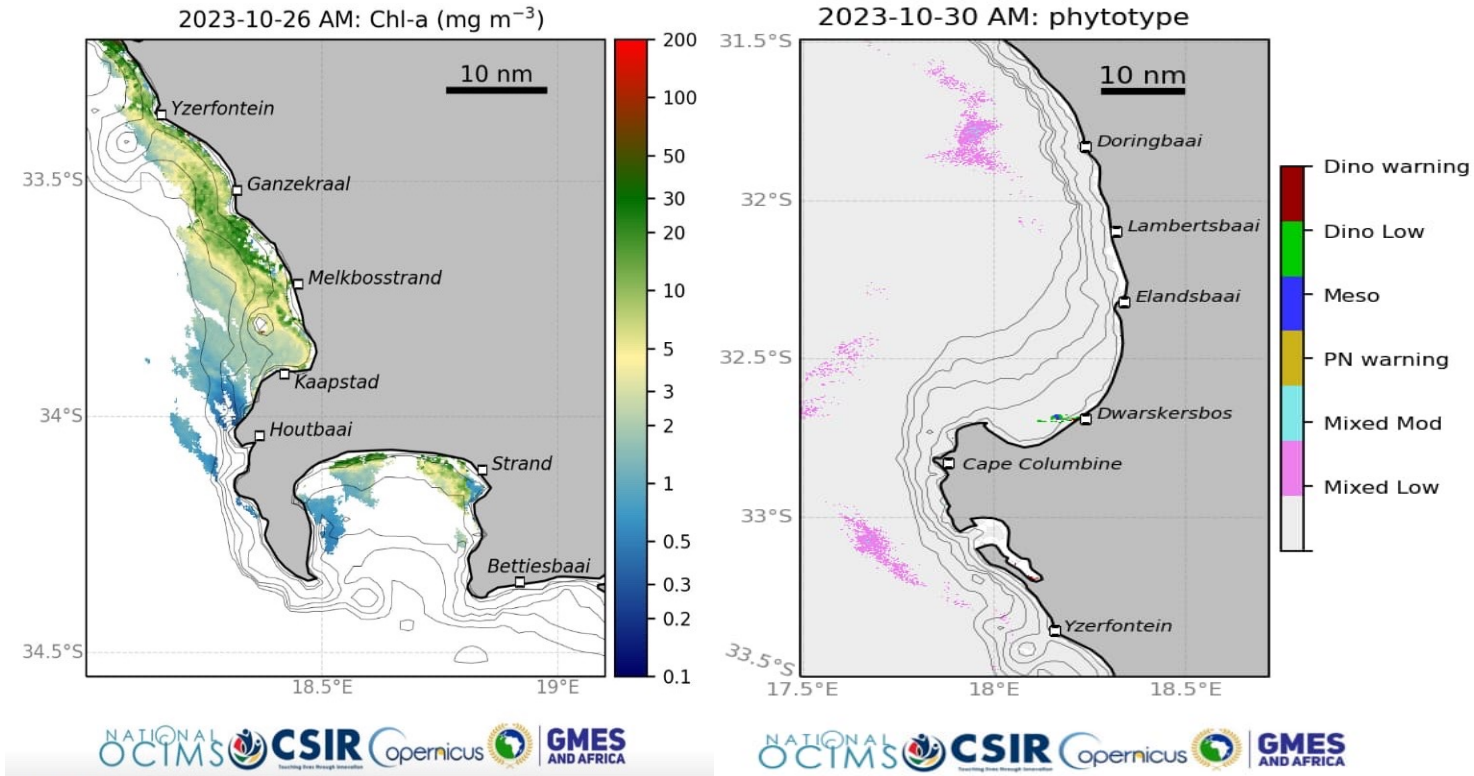 2023-10-26 AM: Chl-a (mg m⁻³)
10 nm
Yzerfontein
Ganzekraal
Melkbosstrand
Kaapstad
Houtbaai
Strand
Bettiesbaai
33.5°S
34°S
34.5°S
18.5°E
19°E
200
100
50
30
20
10
5
3
2
1
0.5
0.3
0.2
0.1
NATIONAL
OCIMS
CSIR
Touching lives through innovation
Copernicus
GMES
AND AFRICA
2023-10-30 AM: phytotype
10 nm
31.5°S
32°S
32.5°S
33°S
33.5°S
17.5°E
18°E
18.5°E
Doringbaai
Lambertsbaai
Elandsbaai
Dwarskersbos
Cape Columbine
Yzerfontein
Dino warning
Dino Low
Meso
PN warning
Mixed Mod
Mixed Low
NATIONAL
OCIMS
CSIR
Touching lives through innovation
Copernicus
GMES
AND AFRICA